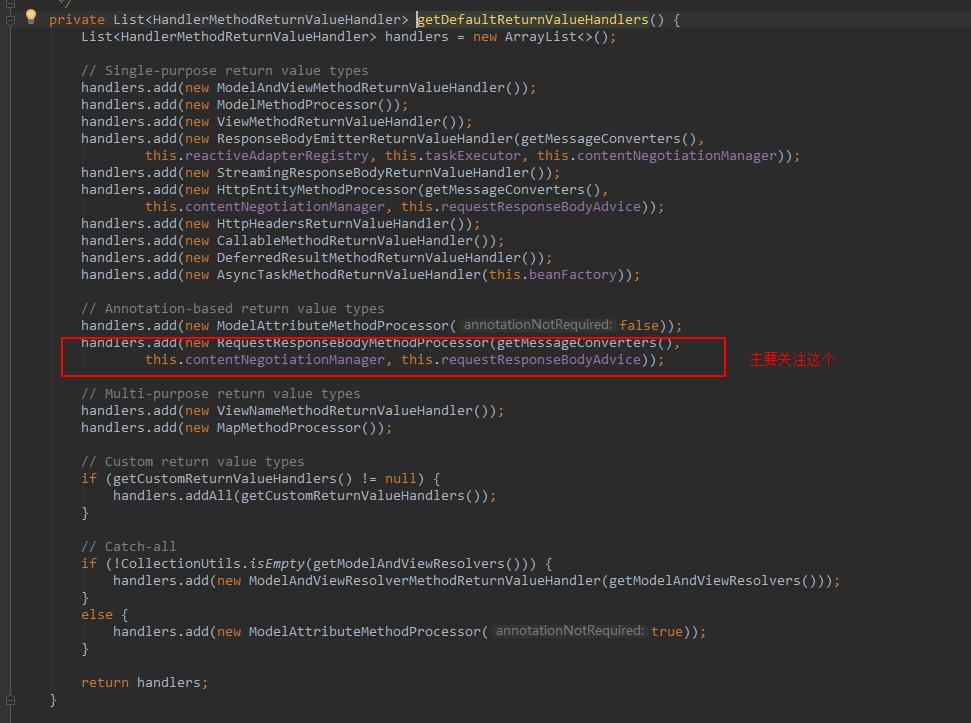 */
private List<HandlerMethodReturnValueHandler> getDefaultReturnValueHandlers() {
List<HandlerMethodReturnValueHandler> handlers = new ArrayList<>();
// Single-purpose return value types
handlers.add(new ModelAndViewMethodReturnValueHandler());
handlers.add(new ModelMethodProcessor());
handlers.add(new ViewMethodReturnValueHandler());
handlers.add(new ResponseBodyEmitterReturnValueHandler(getMessageConverters(),
this.reactiveAdapterRegistry, this.taskExecutor, this.contentNegotiationManager));
handlers.add(new StreamingResponseBodyReturnValueHandler());
handlers.add(new HttpEntityMethodProcessor(getMessageConverters(),
this.contentNegotiationManager, this.requestResponseBodyAdvice));
handlers.add(new HttpHeadersReturnValueHandler());
handlers.add(new CallableMethodReturnValueHandler());
handlers.add(new DeferredResultMethodReturnValueHandler());
handlers.add(new AsyncTaskMethodReturnValueHandler(this.beanFactory));
// Annotation-based return value types
handlers.add(new ModelAttributeMethodProcessor( annotationNotRequired: false));
handlers.add(new RequestResponseBodyMethodProcessor(getMessageConverters(),
this.contentNegotiationManager, this.requestResponseBodyAdvice)); 主要关注这个
// Multi-purpose return value types
handlers.add(new ViewNameMethodReturnValueHandler());
handlers.add(new MapMethodProcessor());
// Custom return value types
if (getCustomReturnValueHandlers() != null) {
handlers.addAll(getCustomReturnValueHandlers());
}
// Catch-all
if (!CollectionUtils.isEmpty(getModelAndViewResolvers())) {
handlers.add(new ModelAndViewResolverMethodReturnValueHandler(getModelAndViewResolvers()));
}
else {
handlers.add(new ModelAttributeMethodProcessor( annotationNotRequired: true));
}
return handlers;
}